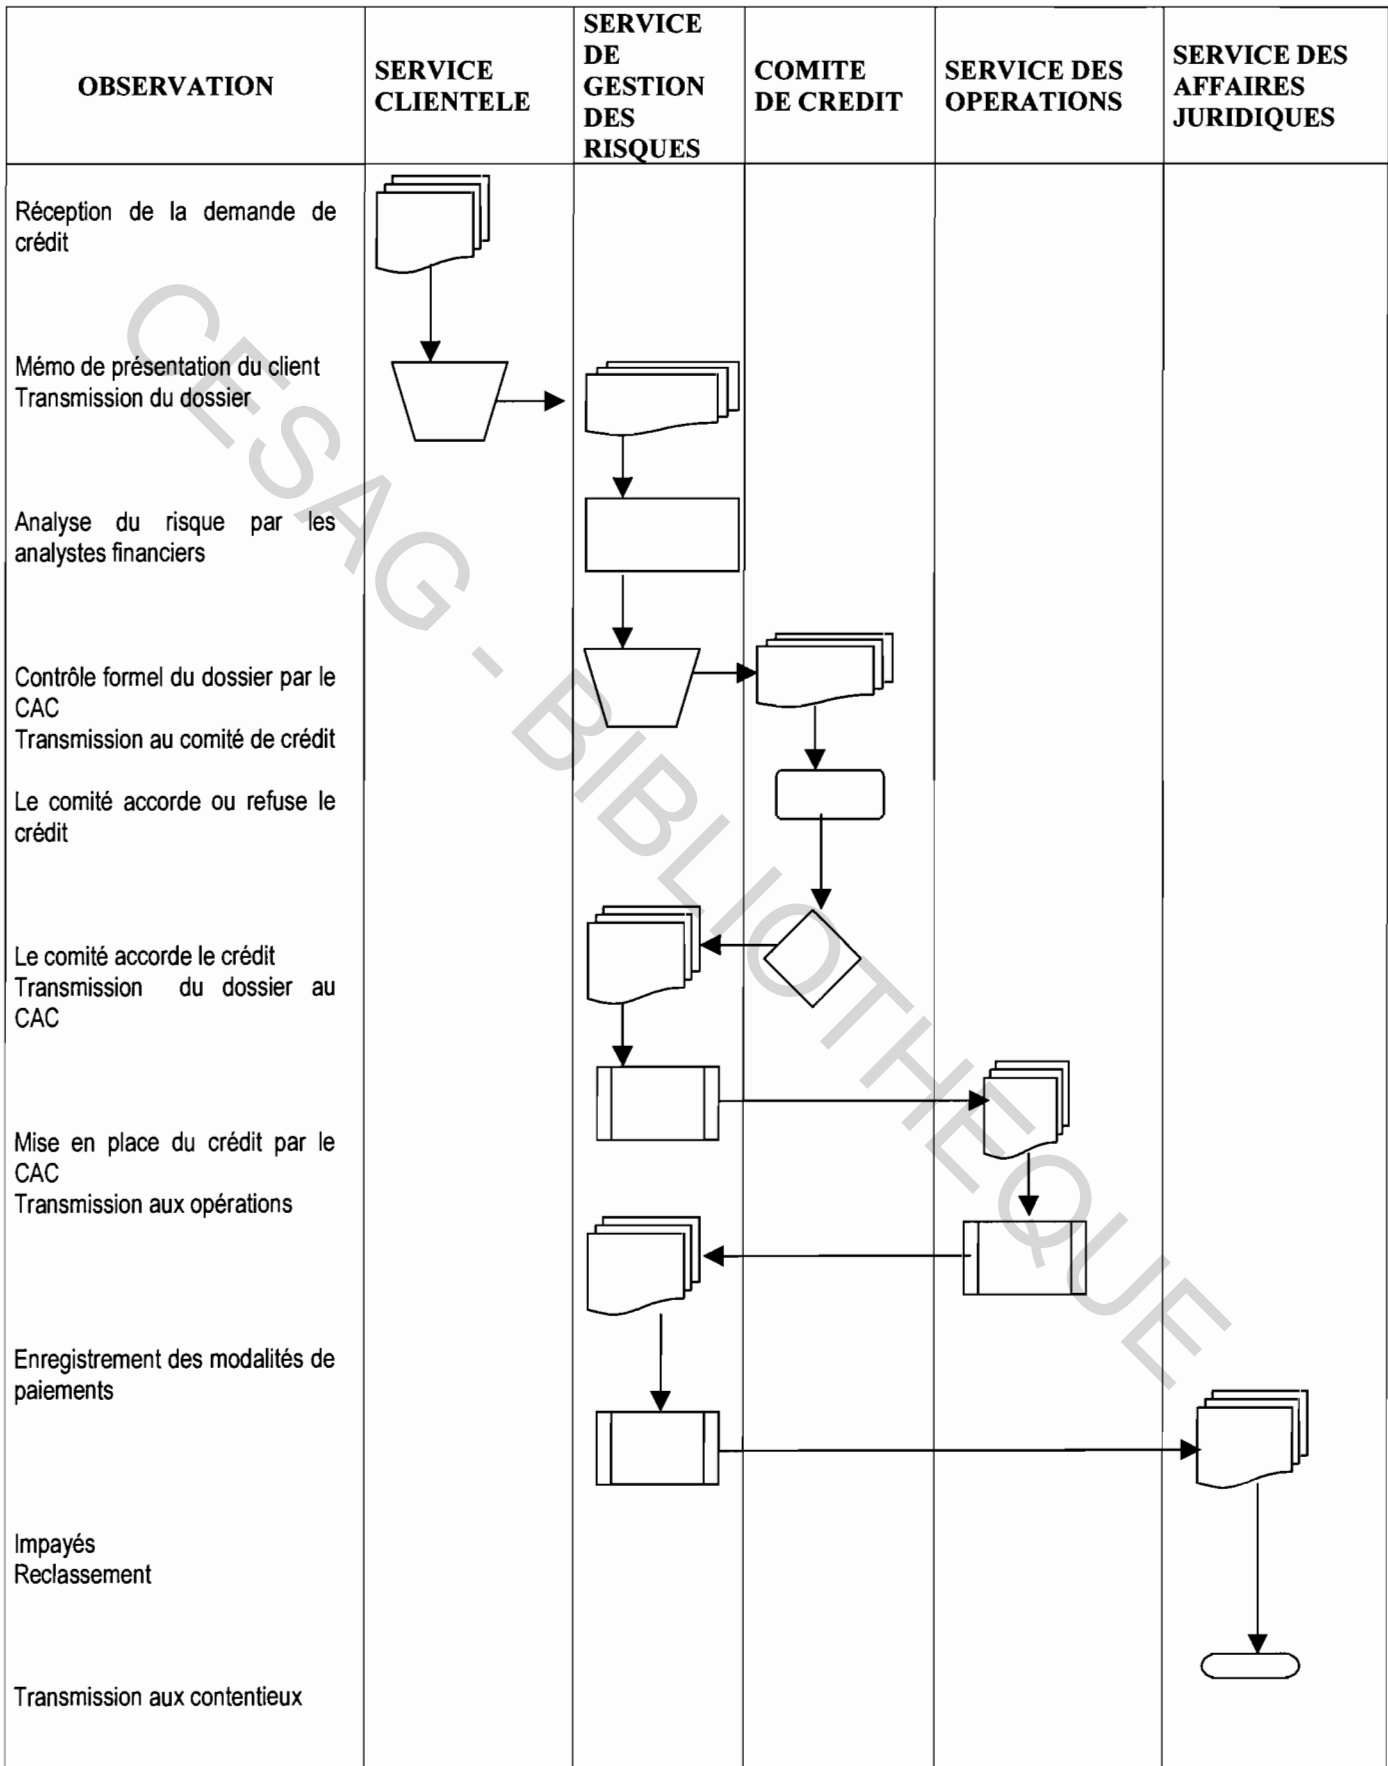 OBSERVATION
SERVICE
CLIENTELE
SERVICE
DE
GESTION
DES
RISQUES
COMITE
DE CREDIT
SERVICE DES
OPERATIONS
SERVICE DES
AFFAIRES
JURIDIQUES
Réception de la demande de
crédit
Mémo de présentation du client
Transmission du dossier
Analyse du risque par les
analystes financiers
Contrôle formel du dossier par le
CAC
Transmission au comité de crédit
Le comité accorde ou refuse le
crédit
Le comité accorde le crédit
Transmission du dossier au
CAC
Mise en place du crédit par le
CAC
Transmission aux opérations
Enregistrement des modalités de
paiements
Impayés
Reclassement
Transmission aux contentieux
CESAG - BIBLIOTHEQUE